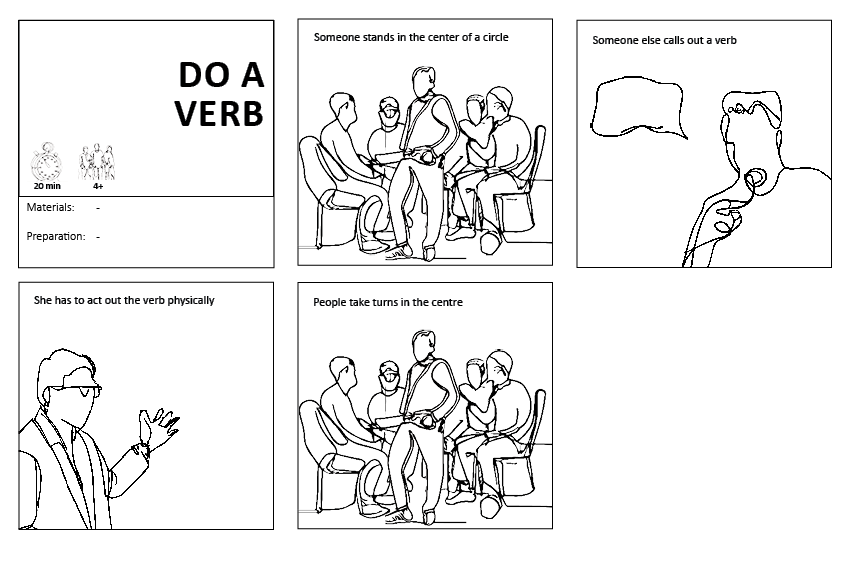 DO A
VERB
20 min
4+
Materials: -
Preparation: -
Someone stands in the center of a circle
Someone else calls out a verb
She has to act out the verb physically
People take turns in the centre